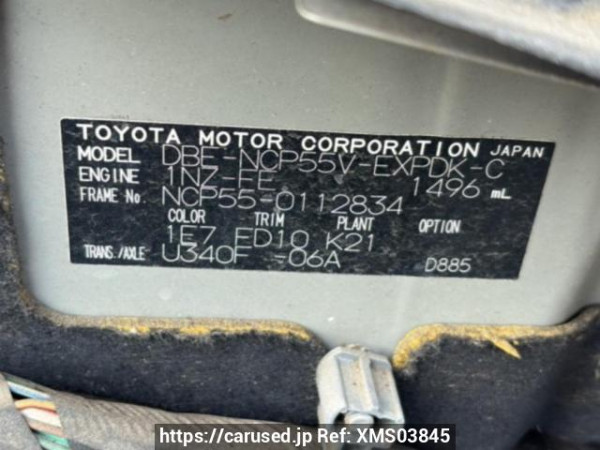 TOYOTA MOTOR CORPORATION JAPAN
MODEL DBE-NCP55V-EXPDK-C
ENGINE 1NZ-FE 1496 mL
FRAME No. NCP55-0112834
COLOR TRIM PLANT OPTION
1E7 FD10 K21
TRANS./AXLE U340F -06A D885
https://carused.jp Ref: XMS03845